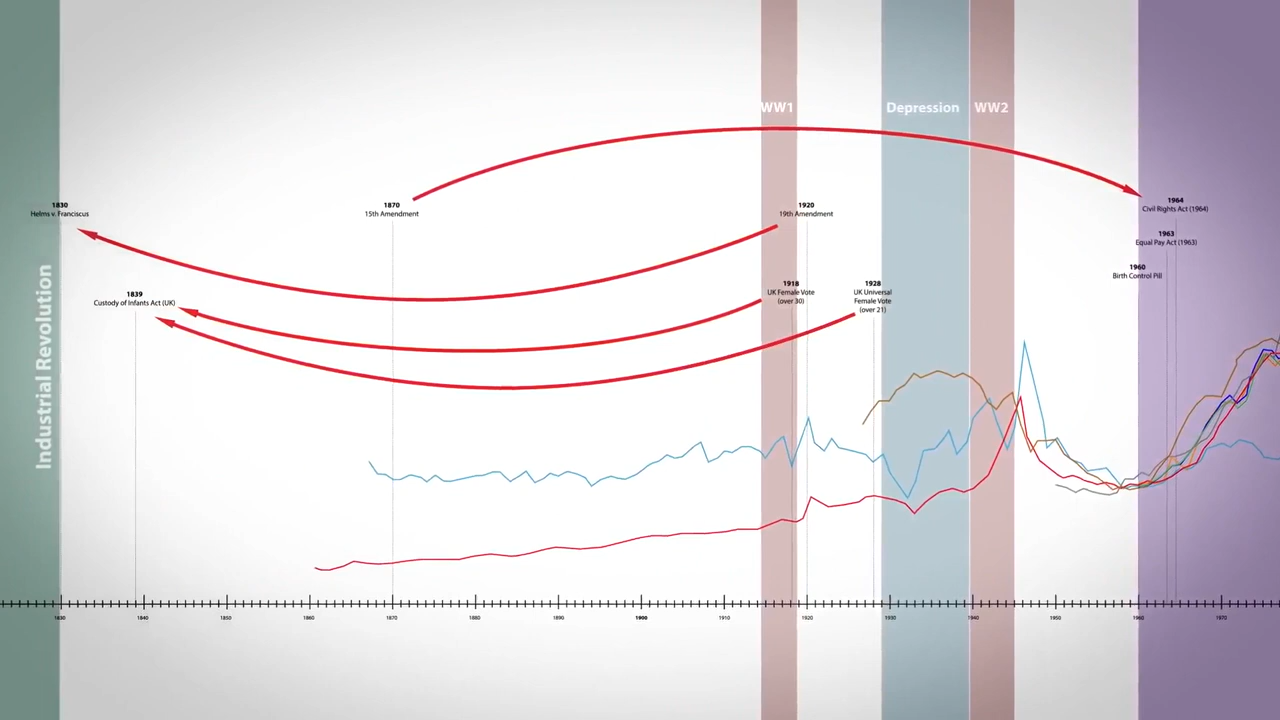 WW1
Depression
WW2
1830
Helms v. Franciscus
1870
15th Amendment
1920
19th Amendment
1964
Civil Rights Act (1964)
1963
Equal Pay Act (1963)
1960
Birth Control Pill
1839
Custody of Infants Act (UK)
1918
UK Female Vote
(over 30)
1928
UK Universal
Female Vote
(over 21)
Industrial Revolution
1830 1840 1850 1860 1870 1880 1890 1900 1910 1920 1930 1940 1950 1960 1970